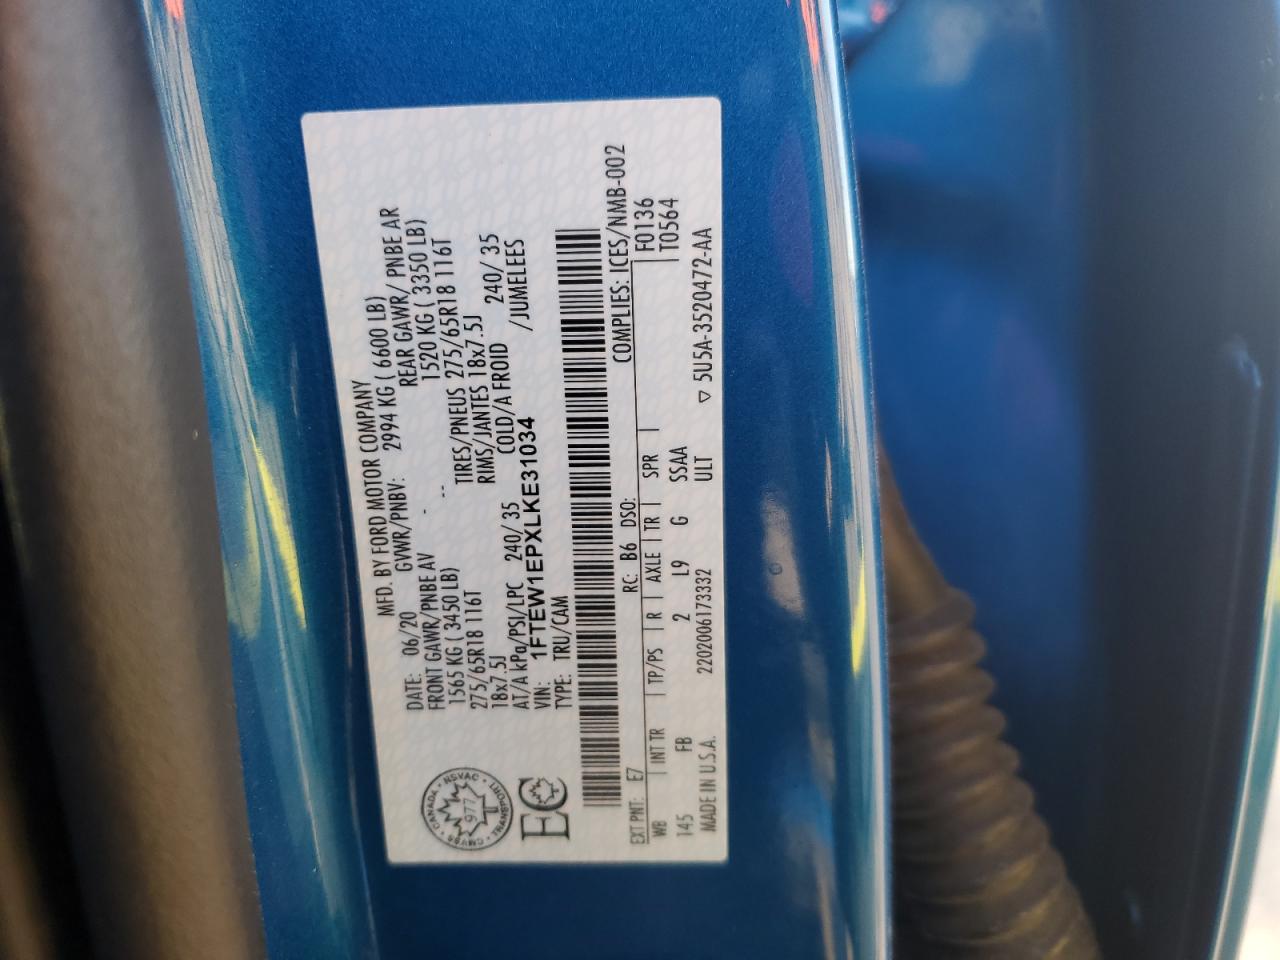 MFD. BY FORD MOTOR COMPANY
DATE: 06/20 GVWR/PNBV: 2994 KG ( 6600 LB)
FRONT GAWR/PNBE AV REAR GAWR/ PNBE AR
1565 KG ( 3450 LB) - -- 1520 KG ( 3350 LB)
275/65R18 116T TIRES/PNEUS 275/65R18 116T
18x7.5J RIMS/JANTES 18x7.5J
AT/A kPa/PSI/LPC 240/ 35 COLD/A FROID 240/ 35
VIN: 1FTEW1EPXLKE31034 /JUMELEES
TYPE: TRU/CAM
CANADA • NSVAC • TRANSPORT • CMVSS
977
EC
COMPLIES: ICES/NMB-002
EXT PNT: E7 RC: B6 DSO: F0136
WB | INT TR | TP/PS | R | AXLE | TR | SPR | T0564
145 FB 2 L9 G SSAA
MADE IN U.S.A. 2202006173332 ULT ▽ 5U5A-3520472-AA